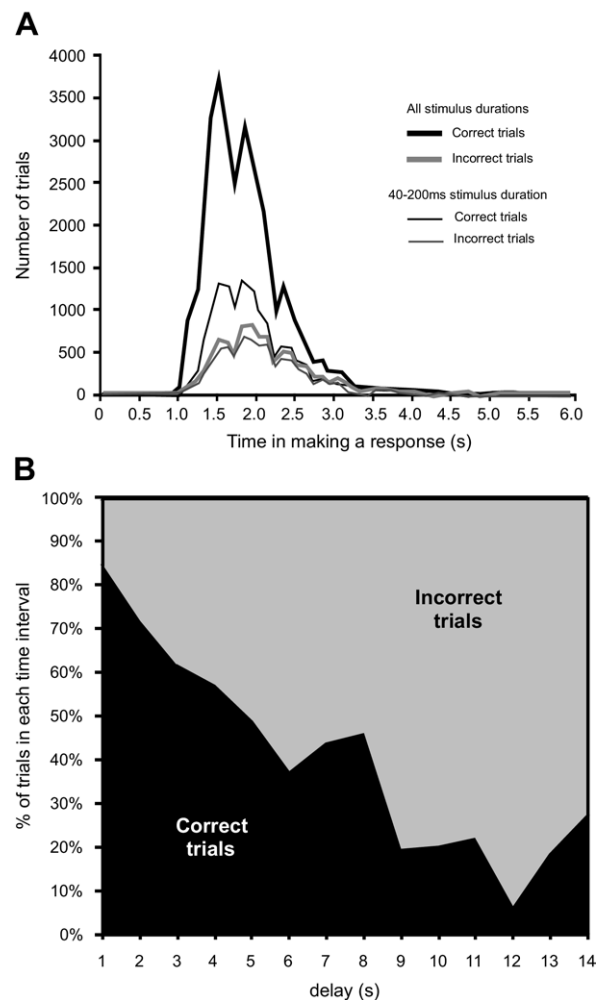 A
Number of trials
4000
3500
3000
2500
2000
1500
1000
500
0
All stimulus durations
Correct trials
Incorrect trials
40-200ms stimulus duration
Correct trials
Incorrect trials
0 0.5 1.0 1.5 2.0 2.5 3.0 3.5 4.0 4.5 5.0 5.5 6.0
Time in making a response (s)
B
% of trials in each time interval
100%
90%
80%
70%
60%
50%
40%
30%
20%
10%
0%
Incorrect
trials
Correct
trials
1 2 3 4 5 6 7 8 9 10 11 12 13 14
delay (s)